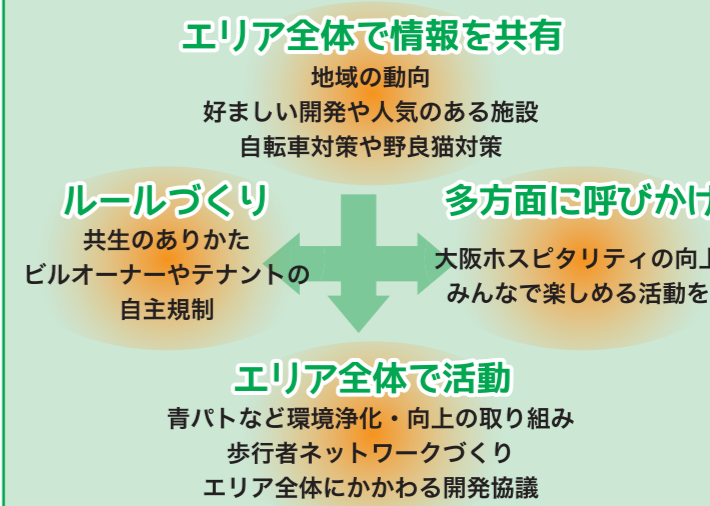 エリア全体で情報を共有
地域の動向
好ましい開発や人気のある施設
自転車対策や野良猫対策
ルールづくり
共生のありかた
ビルオーナーやテナントの
自主規制
多方面に呼びかけ
大阪ホスピタリティの向上
みんなで楽しめる活動を
エリア全体で活動
青パトなど環境浄化・向上の取り組み
歩行者ネットワークづくり
エリア全体にかかわる開発協議